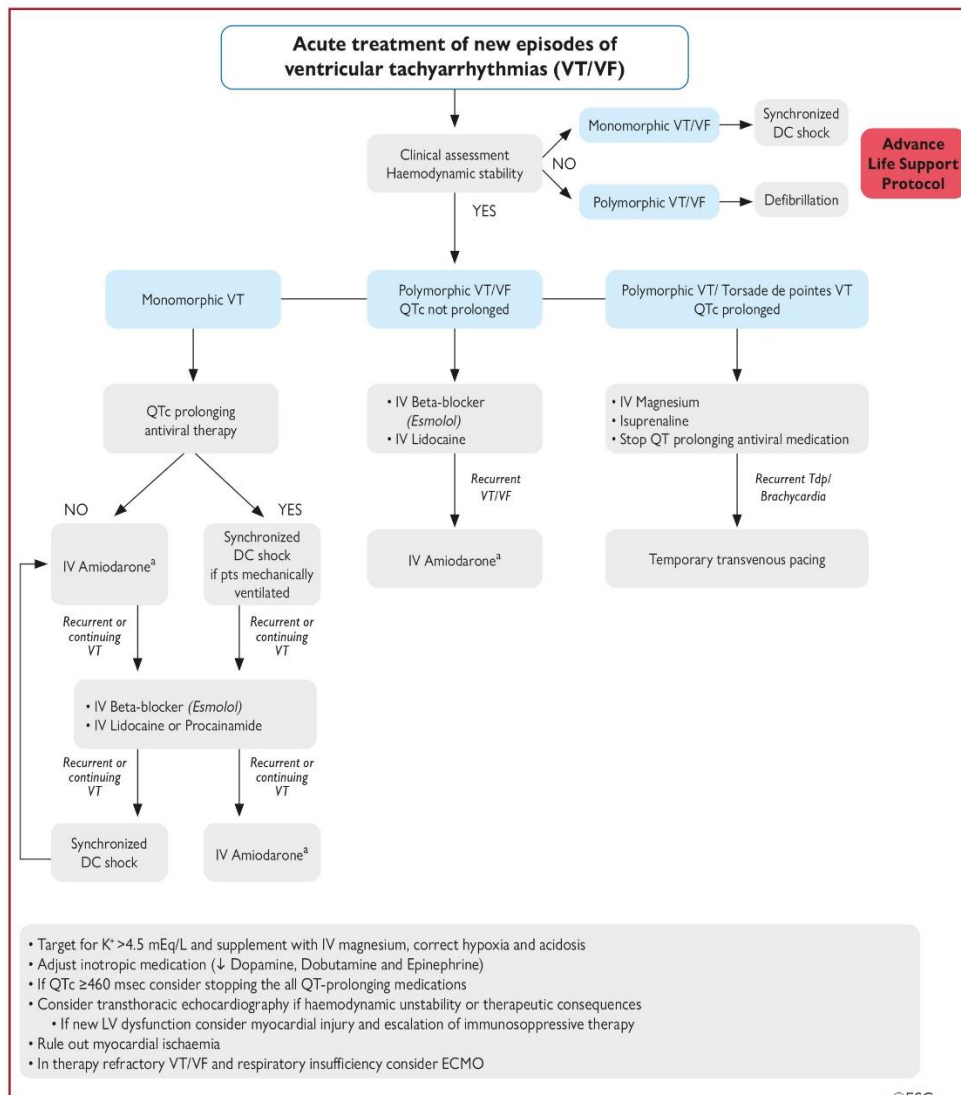 Acute treatment of new episodes of
ventricular tachyarrhythmias (VT/VF)
Clinical assessment
Haemodynamic stability
NO
Monomorphic VT/VF
Synchronized
DC shock
Polymorphic VT/VF
Defibrillation
Advance
Life Support
Protocol
YES
Monomorphic VT
Polymorphic VT/VF
QTc not prolonged
Polymorphic VT/ Torsade de pointes VT
QTc prolonged
QTc prolonging
antiviral therapy
• IV Beta-blocker
(Esmolol)
• IV Lidocaine
• IV Magnesium
• Isuprenaline
• Stop QT prolonging antiviral medication
NO
YES
Recurrent
VT/VF
Recurrent Tdp/
Brachycardia
IV Amiodaroneᵃ
Synchronized
DC shock
if pts mechanically
ventilated
IV Amiodaroneᵃ
Temporary transvenous pacing
Recurrent or
continuing
VT
Recurrent or
continuing
VT
• IV Beta-blocker (Esmolol)
• IV Lidocaine or Procainamide
Recurrent or
continuing
VT
Recurrent or
continuing
VT
Synchronized
DC shock
IV Amiodaroneᵃ
• Target for K⁺ >4.5 mEq/L and supplement with IV magnesium, correct hypoxia and acidosis
• Adjust inotropic medication (↓ Dopamine, Dobutamine and Epinephrine)
• If QTc ≥460 msec consider stopping the all QT-prolonging medications
• Consider transthoracic echocardiography if haemodynamic unstability or therapeutic consequences
• If new LV dysfunction consider myocardial injury and escalation of immunosoppressive therapy
• Rule out myocardial ischaemia
• In therapy refractory VT/VF and respiratory insufficiency consider ECMO